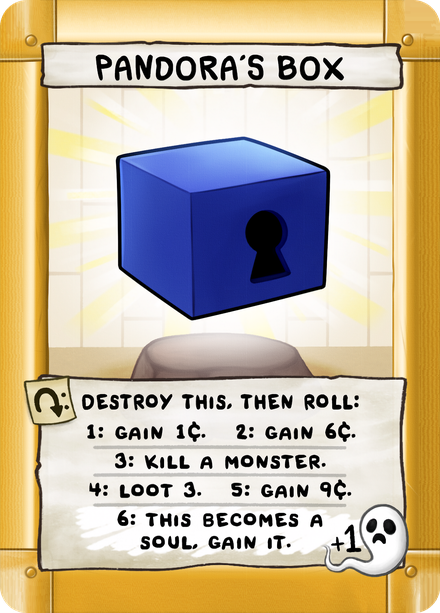 PANDORA'S BOX
DESTROY THIS, THEN ROLL:
1: GAIN 1¢. 2: GAIN 6¢.
3: KILL A MONSTER.
4: LOOT 3. 5: GAIN 9¢.
6: THIS BECOMES A
SOUL, GAIN IT.
+1